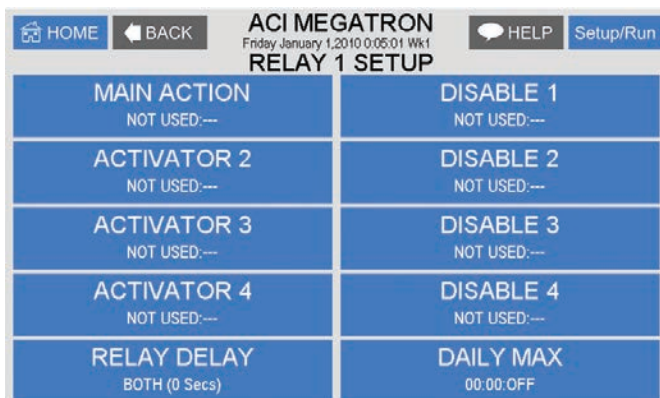 HOME BACK ACI MEGATRON HELP Setup/Run
Friday January 1,2010 0:05:01 Wk1
RELAY 1 SETUP
MAIN ACTION
NOT USED:---
DISABLE 1
NOT USED:---
ACTIVATOR 2
NOT USED:---
DISABLE 2
NOT USED:---
ACTIVATOR 3
NOT USED:---
DISABLE 3
NOT USED:---
ACTIVATOR 4
NOT USED:---
DISABLE 4
NOT USED:---
RELAY DELAY
BOTH (0 Secs)
DAILY MAX
00:00:OFF